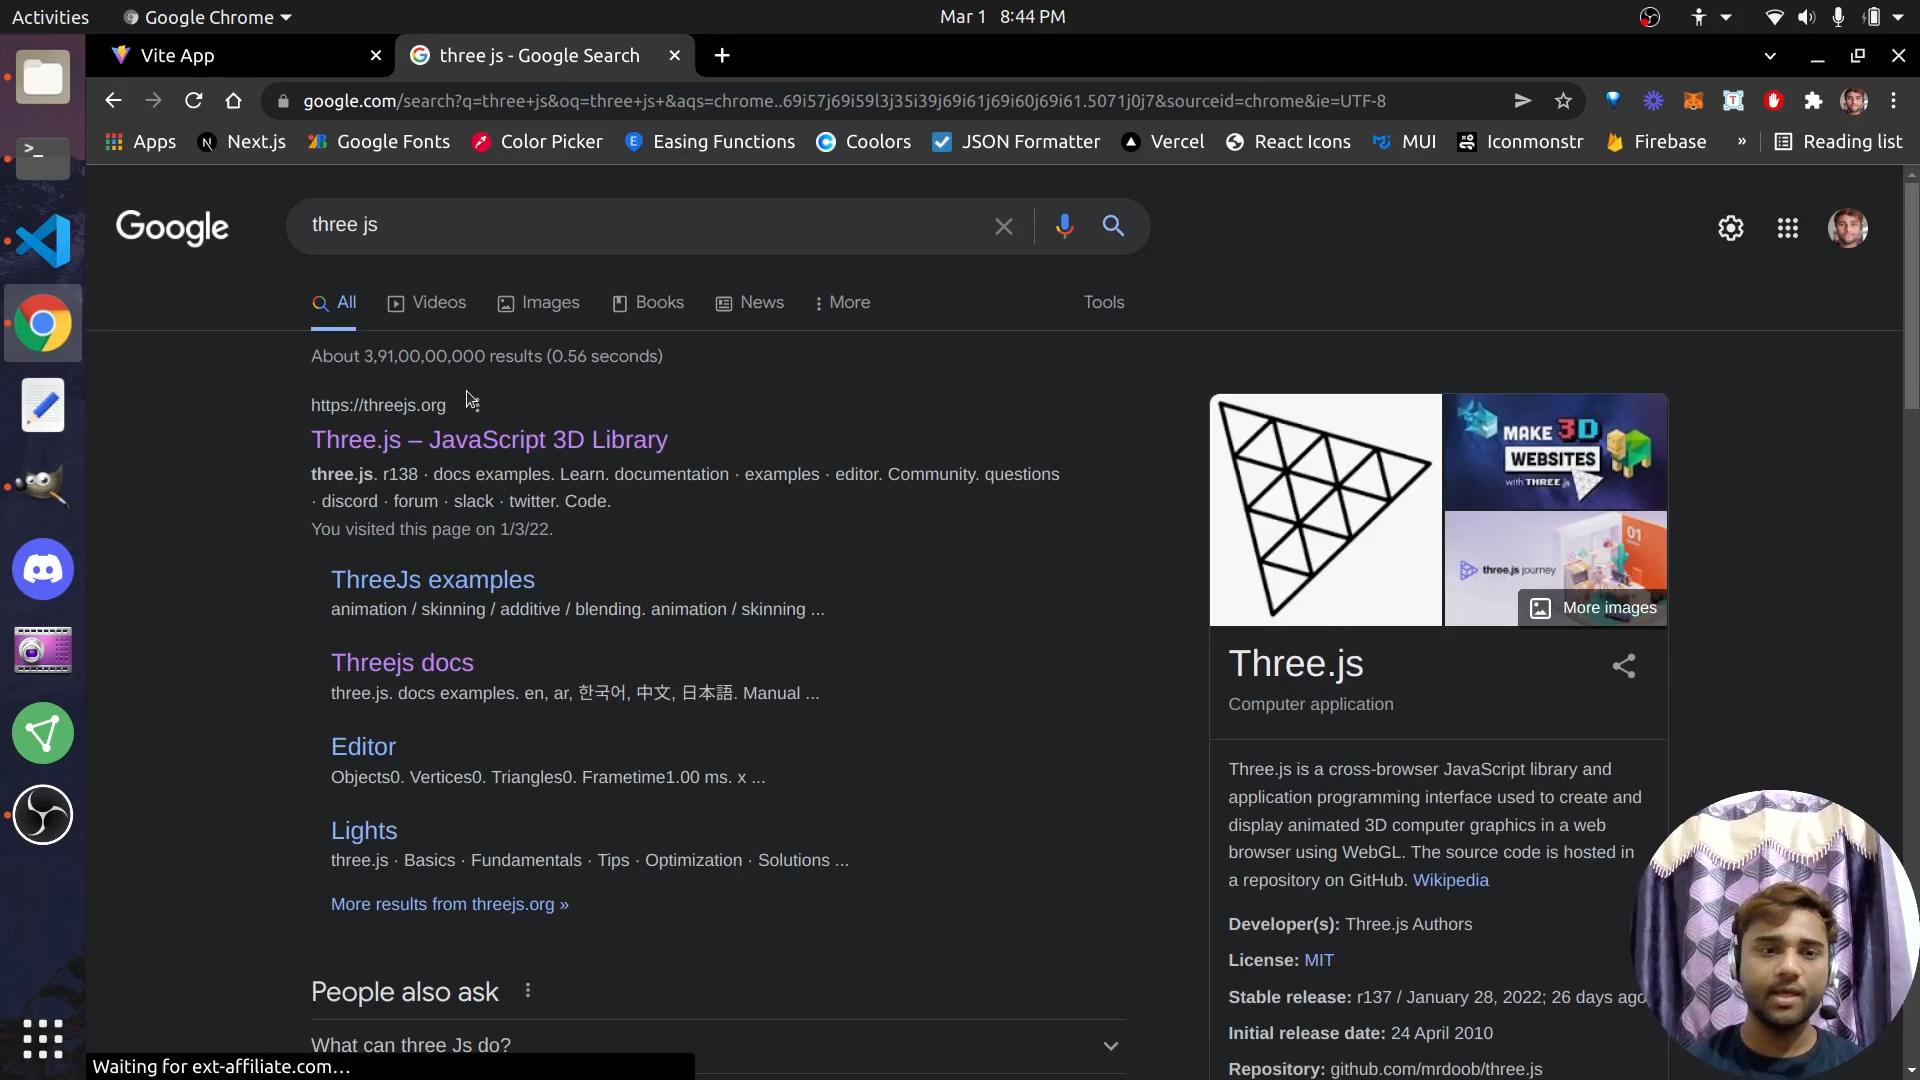 Activities
Google Chrome
Mar 1 8:44 PM
Vite App
three js - Google Search
google.com/search?q=three+js&oq=three+js+&aqs=chrome..69i57j69i59l3j35i39j69i61j69i60j69i61.5071j0j7&sourceid=chrome&ie=UTF-8
Apps
Next.js
Google Fonts
Color Picker
Easing Functions
Coolors
JSON Formatter
Vercel
React Icons
MUI
Iconmonstr
Firebase
»
Reading list
Google
three js
All
Videos
Images
Books
News
More
Tools
About 3,91,00,00,000 results (0.56 seconds)
https://threejs.org
Three.js – JavaScript 3D Library
three.js. r138 · docs examples. Learn. documentation · examples · editor. Community. questions
· discord · forum · slack · twitter. Code.
You visited this page on 1/3/22.
ThreeJs examples
animation / skinning / additive / blending. animation / skinning ...
Threejs docs
three.js. docs examples. en, ar, 한국어, 中文, 日本語. Manual ...
Editor
Objects0. Vertices0. Triangles0. Frametime1.00 ms. x ...
Lights
three.js · Basics · Fundamentals · Tips · Optimization · Solutions ...
More results from threejs.org »
People also ask
What can three Js do?
MAKE 3D
WEBSITES
with THREE.js
01
three.js journey
More images
Three.js
Computer application
Three.js is a cross-browser JavaScript library and
application programming interface used to create and
display animated 3D computer graphics in a web
browser using WebGL. The source code is hosted in
a repository on GitHub. Wikipedia
Developer(s): Three.js Authors
License: MIT
Stable release: r137 / January 28, 2022; 26 days ago
Initial release date: 24 April 2010
Repository: github.com/mrdoob/three.js
Waiting for ext-affiliate.com...